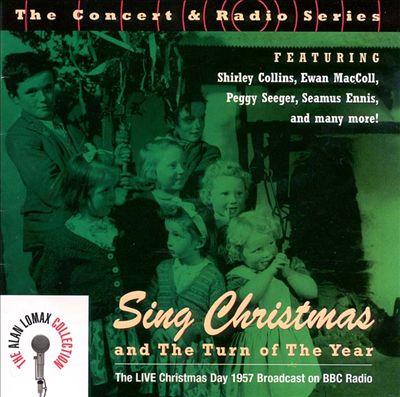 The Concert & Radio Series
FEATURING
Shirley Collins, Ewan MacColl,
Peggy Seeger, Seamus Ennis,
and many more!
Sing Christmas
and The Turn of The Year
The LIVE Christmas Day 1957 Broadcast on BBC Radio
THE ALAN LOMAX COLLECTION